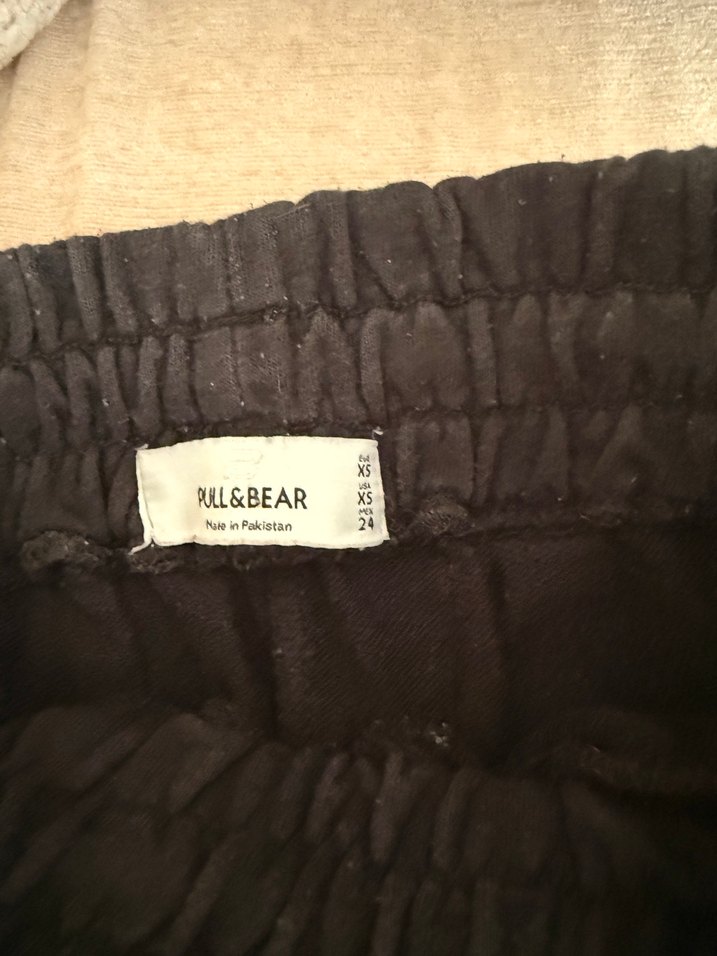 PULL&BEAR
Made in Pakistan
EUR
XS
USA
XS
MEX
24